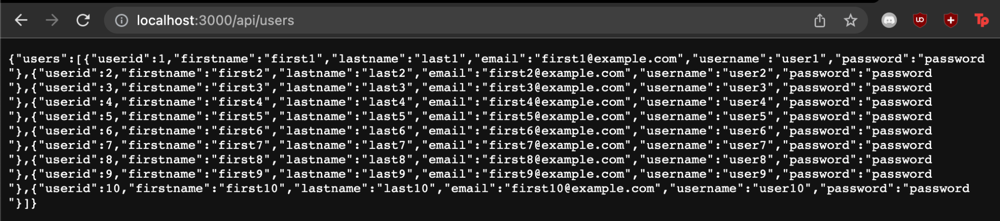 localhost:3000/api/users
uo
Tp
{"users":[{"userid":1,"firstname":"first1","lastname":"last1","email":"first1@example.com","username":"user1","password":"password
"},{"userid":2,"firstname":"first2","lastname":"last2","email":"first2@example.com","username":"user2","password":"password
"},{"userid":3,"firstname":"first3","lastname":"last3","email":"first3@example.com","username":"user3","password":"password
"},{"userid":4,"firstname":"first4","lastname":"last4","email":"first4@example.com","username":"user4","password":"password
"},{"userid":5,"firstname":"first5","lastname":"last5","email":"first5@example.com","username":"user5","password":"password
"},{"userid":6,"firstname":"first6","lastname":"last6","email":"first6@example.com","username":"user6","password":"password
"},{"userid":7,"firstname":"first7","lastname":"last7","email":"first7@example.com","username":"user7","password":"password
"},{"userid":8,"firstname":"first8","lastname":"last8","email":"first8@example.com","username":"user8","password":"password
"},{"userid":9,"firstname":"first9","lastname":"last9","email":"first9@example.com","username":"user9","password":"password
"},{"userid":10,"firstname":"first10","lastname":"last10","email":"first10@example.com","username":"user10","password":"password
"}]}